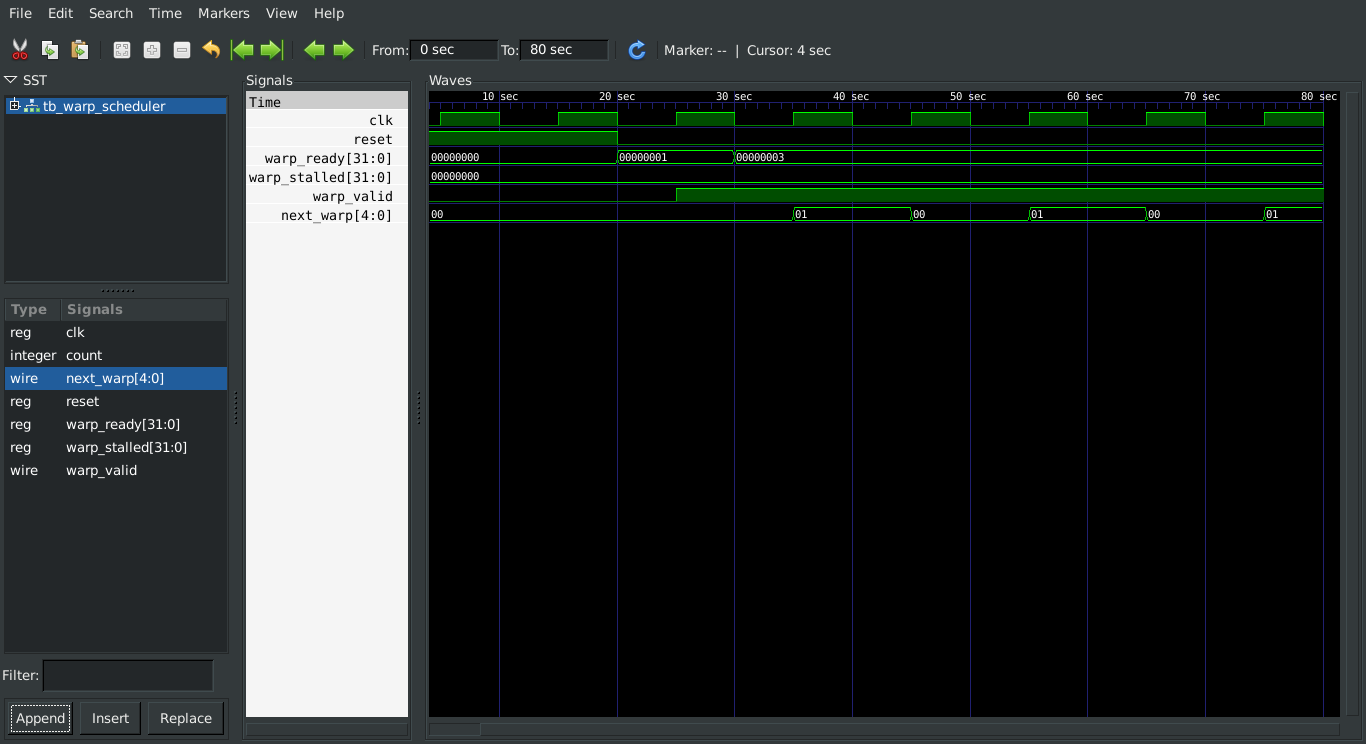 File Edit Search Time Markers View Help
From: 0 sec To: 80 sec Marker: -- | Cursor: 4 sec
SST
tb_warp_scheduler
Type Signals
reg clk
integer count
wire next_warp[4:0]
reg reset
reg warp_ready[31:0]
reg warp_stalled[31:0]
wire warp_valid
Filter:
Append Insert Replace
Signals
Time
clk
reset
warp_ready[31:0]
warp_stalled[31:0]
warp_valid
next_warp[4:0]
Waves
10 sec 20 sec 30 sec 40 sec 50 sec 60 sec 70 sec 80 sec
00000000 00000001 00000003
00000000
00 01 00 01 00 01